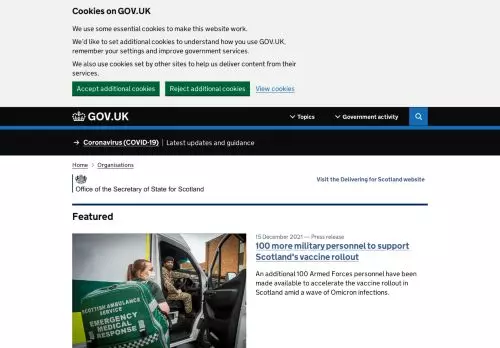 Cookies on GOV.UK
We use some essential cookies to make this website work.
We'd like to set additional cookies to understand how you use GOV.UK,
remember your settings and improve government services.
We also use cookies set by other sites to help us deliver content from their
services.
Accept additional cookies Reject additional cookies View cookies
GOV.UK Topics Government activity
→ Coronavirus (COVID-19) Latest updates and guidance
Home > Organisations
Office of the Secretary of State for Scotland
Visit the Delivering for Scotland website
Featured
15 December 2021 — Press release
100 more military personnel to support
Scotland's vaccine rollout
An additional 100 Armed Forces personnel have been
made available to accelerate the vaccine rollout in
Scotland amid a wave of Omicron infections.
SCOTTISH AMBULANCE
SERVICE
EMERGENCY
MEDICAL
RESPONSE